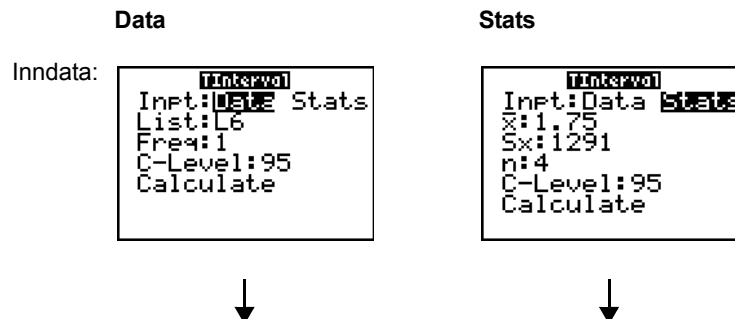 Data
Stats
Inndata:
TInterval
Inpt:Data Stats
List:L6
Freq:1
C-Level:95
Calculate
TInterval
Inpt:Data Stats
x̄:1.75
Sx:1291
n:4
C-Level:95
Calculate